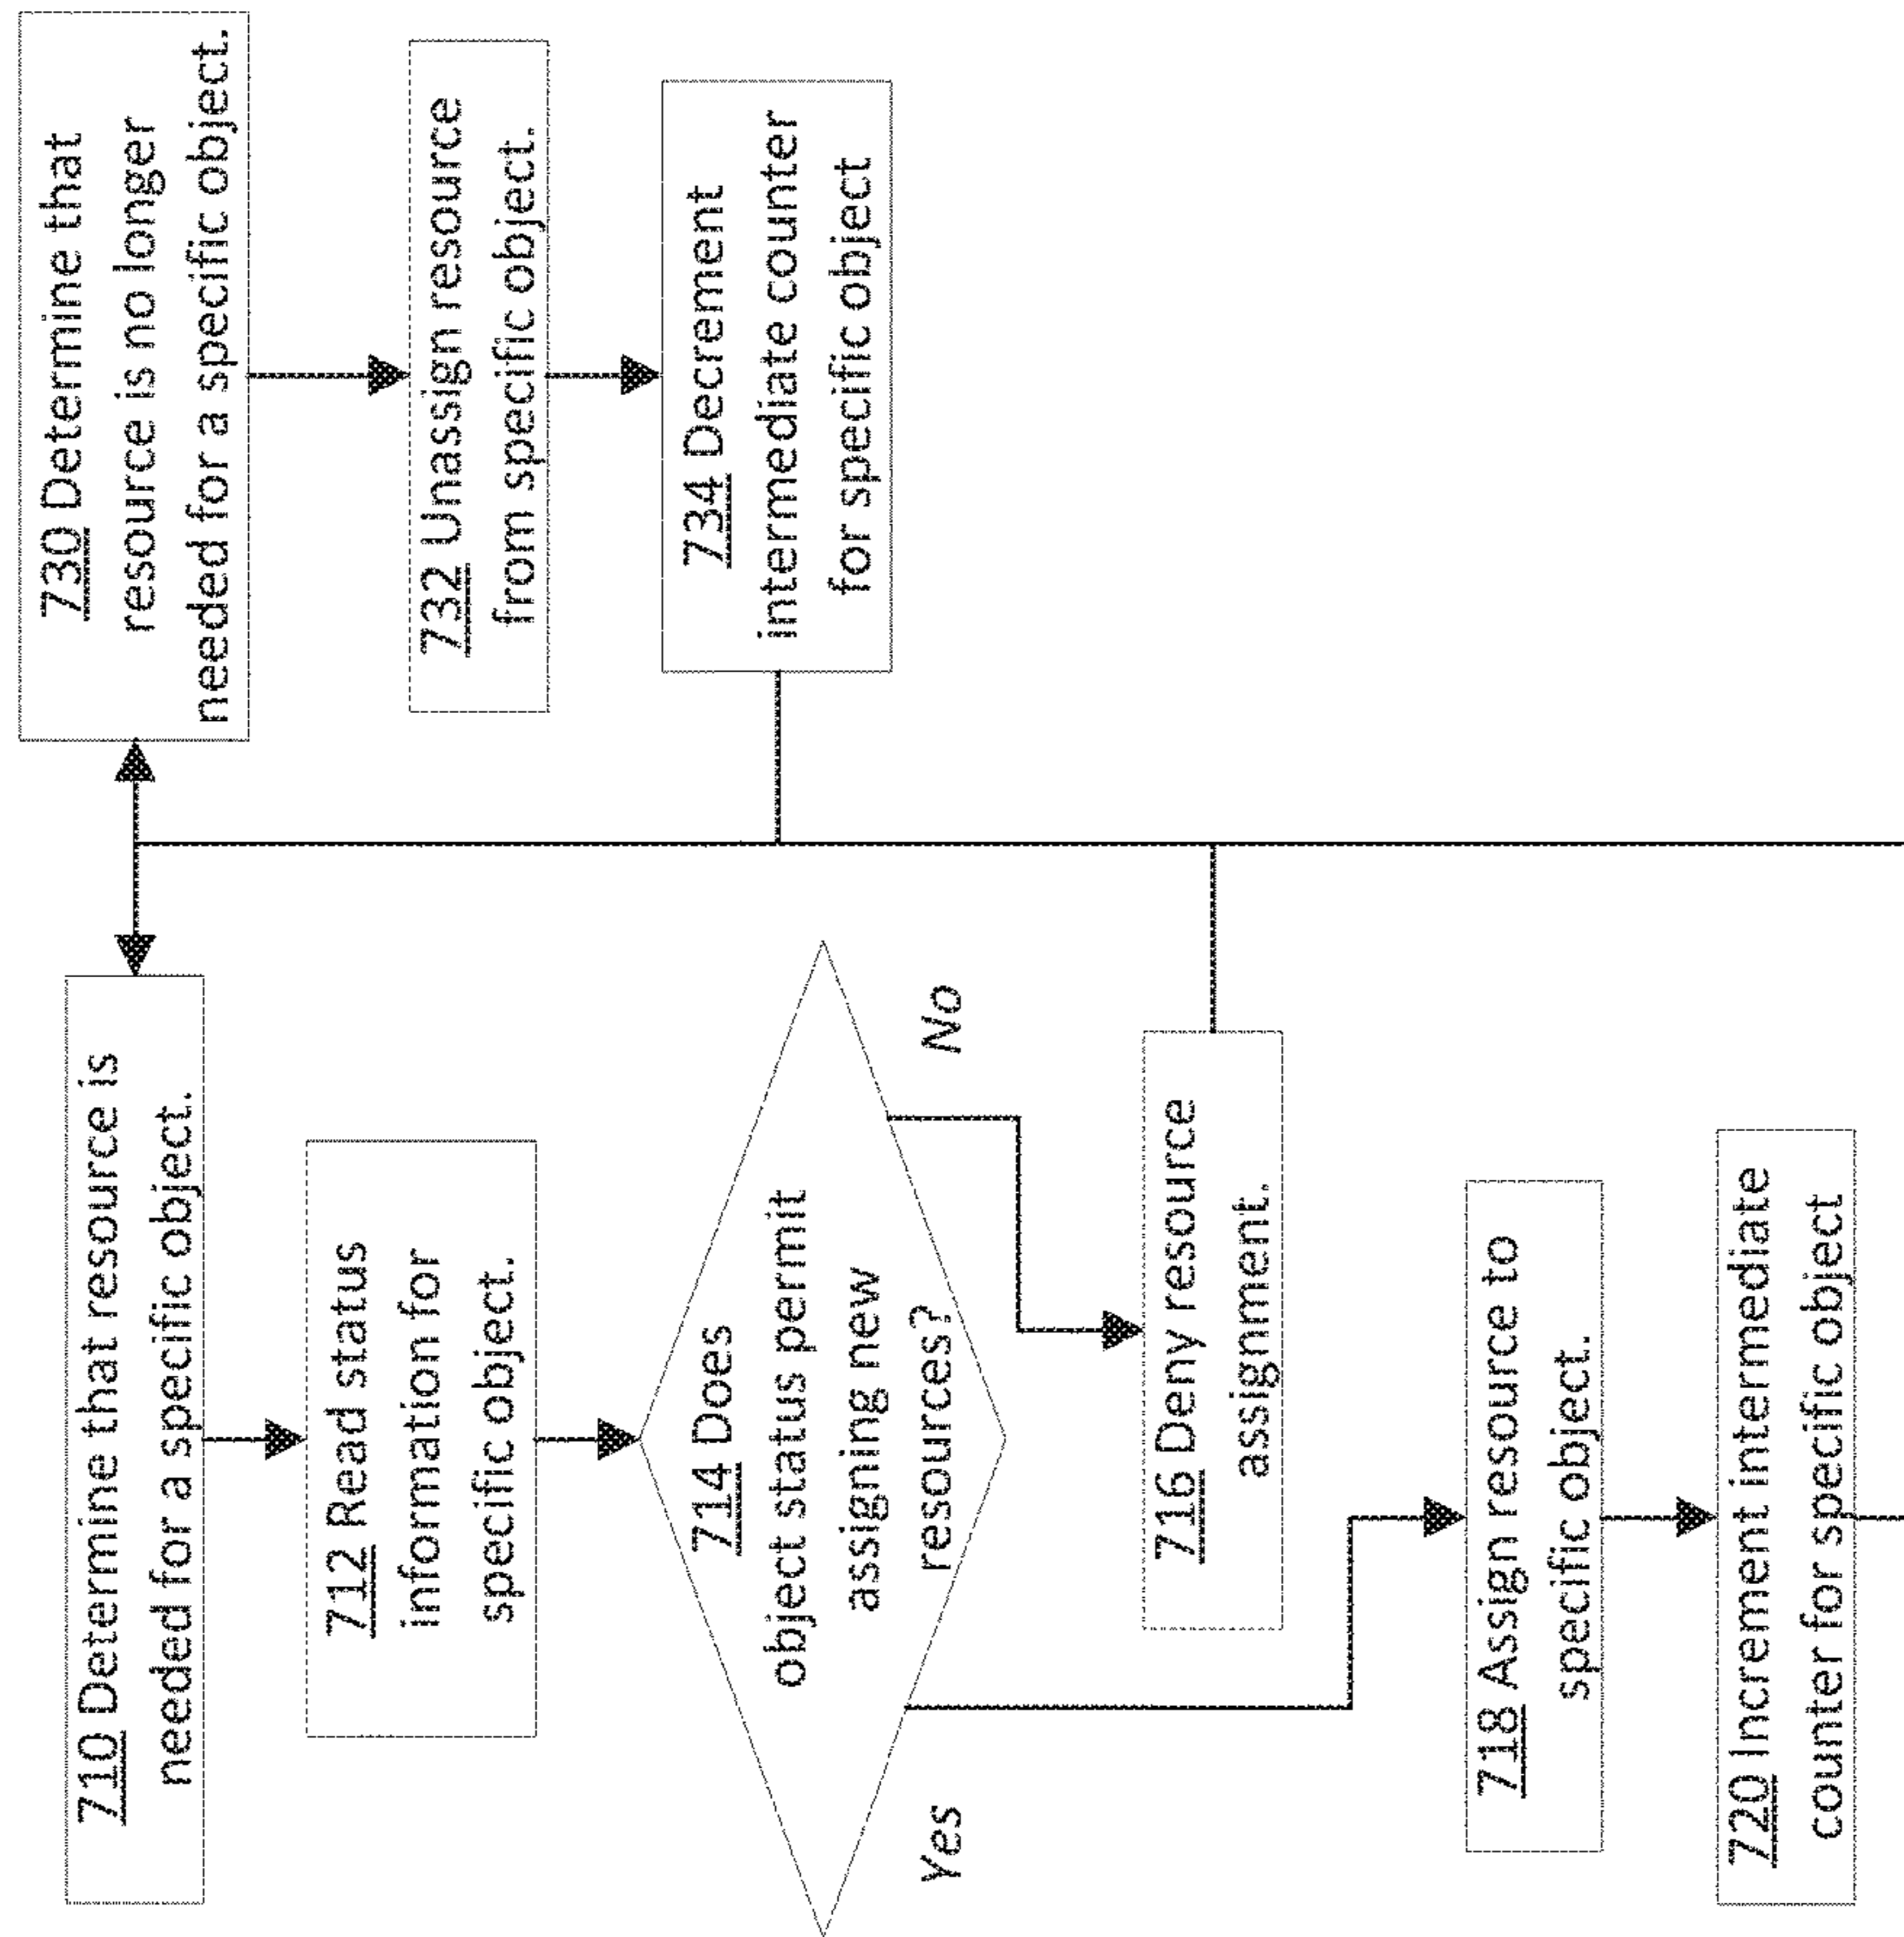 710 Determine that resource is
needed for a specific object.
712 Read status
information for
specific object.
714 Does
object status permit
assigning new
resources?
Yes
No
716 Deny resource
assignment.
718 Assign resource to
specific object.
720 Increment intermediate
counter for specific object
730 Determine that
resource is no longer
needed for a specific object.
732 Unassign resource
from specific object.
734 Decrement
intermediate counter
for specific object